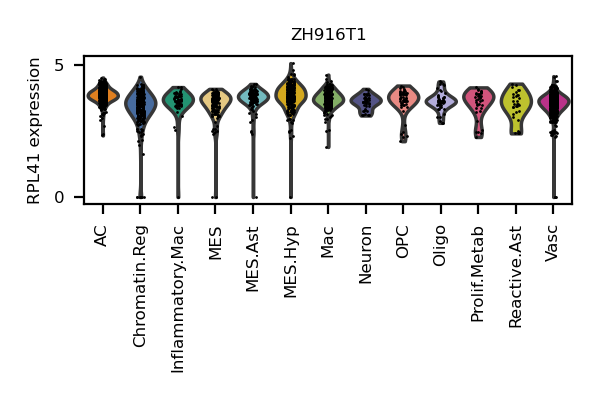 ZH916T1
RPL41 expression
5
0
AC
Chromatin.Reg
Inflammatory.Mac
MES
MES.Ast
MES.Hyp
Mac
Neuron
OPC
Oligo
Prolif.Metab
Reactive.Ast
Vasc